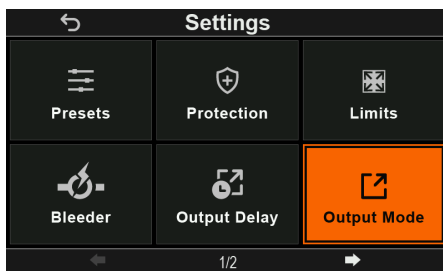 Settings
Presets
Protection
Limits
Bleeder
Output Delay
Output Mode
1/2